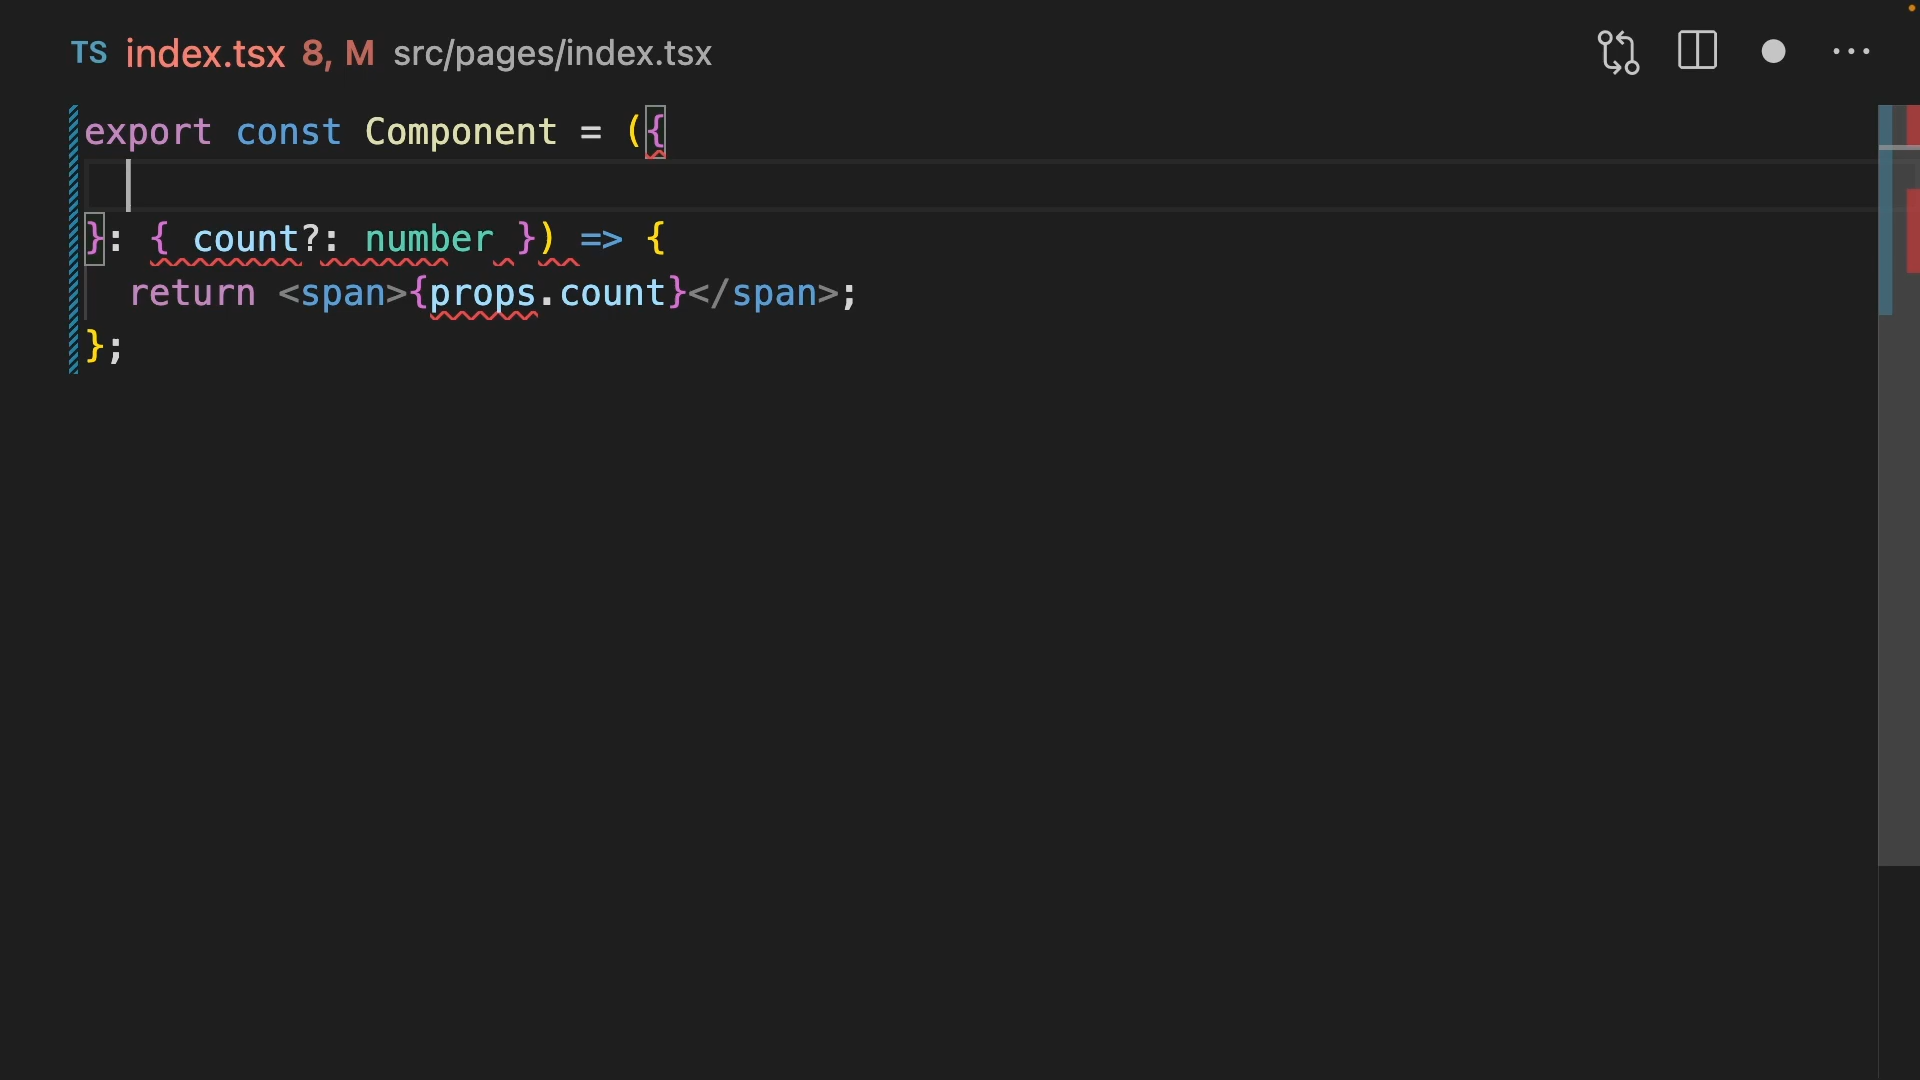 TS index.tsx 8, M src/pages/index.tsx
export const Component = ({
}: { count?: number }) => {
  return <span>{props.count}</span>;
};